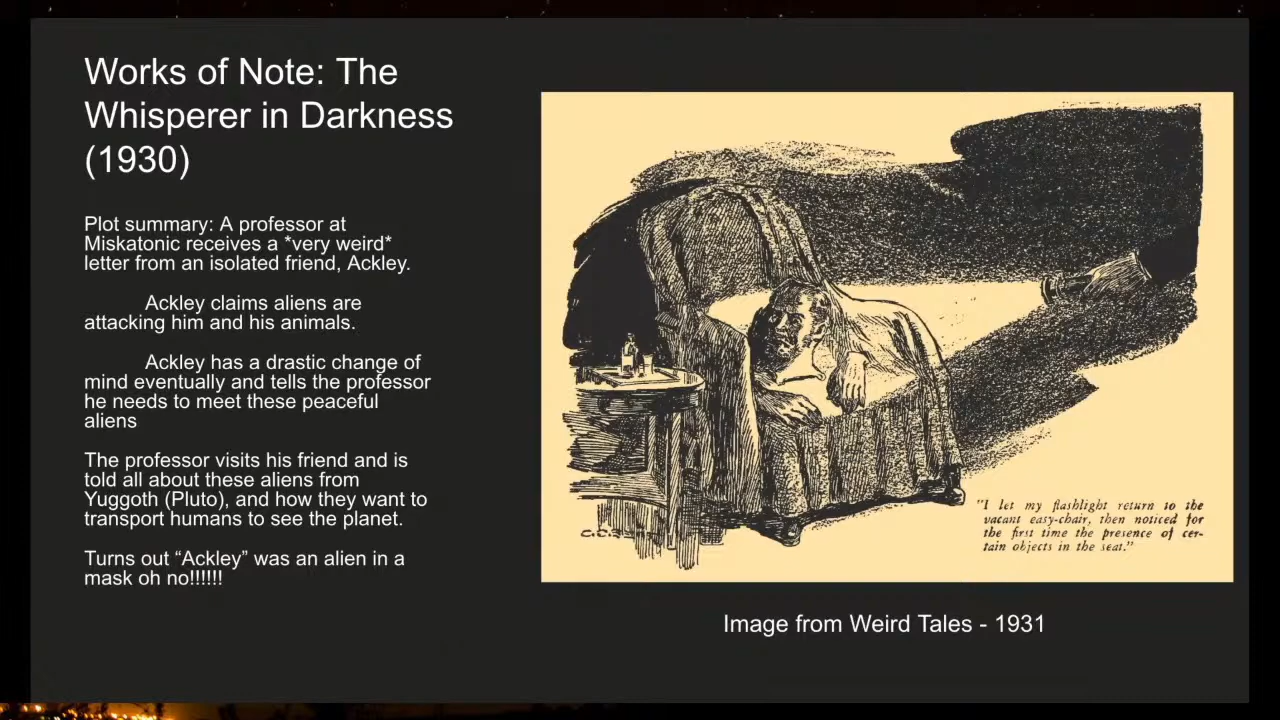 Works of Note: The
Whisperer in Darkness
(1930)
Plot summary: A professor at
Miskatonic receives a *very weird*
letter from an isolated friend, Ackley.
Ackley claims aliens are
attacking him and his animals.
Ackley has a drastic change of
mind eventually and tells the professor
he needs to meet these peaceful
aliens
The professor visits his friend and is
told all about these aliens from
Yuggoth (Pluto), and how they want to
transport humans to see the planet.
Turns out “Ackley” was an alien in a
mask oh no!!!!!!
"I let my flashlight return to the
vacant easy-chair, then noticed for
the first time the presence of cer-
tain objects in the seat."
Image from Weird Tales - 1931